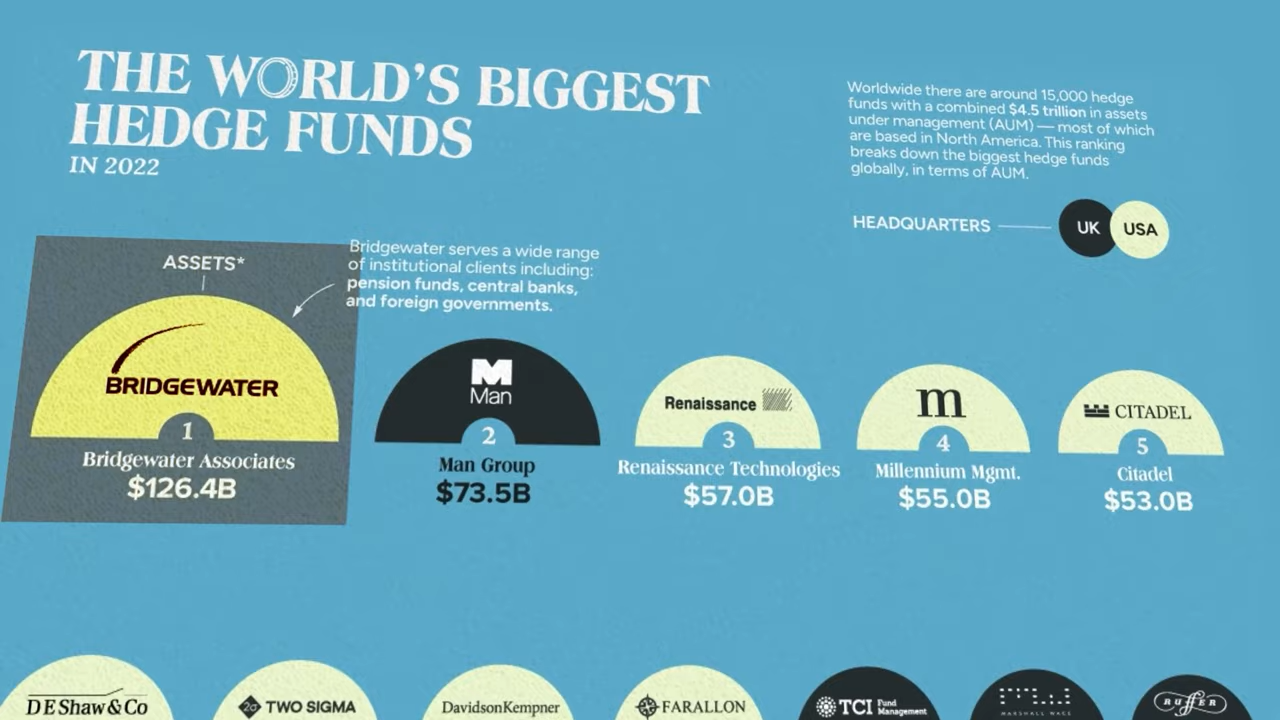 THE WORLD'S BIGGEST
HEDGE FUNDS
IN 2022
Worldwide there are around 15,000 hedge
funds with a combined $4.5 trillion in assets
under management (AUM) — most of which
are based in North America. This ranking
breaks down the biggest hedge funds
globally, in terms of AUM.
HEADQUARTERS
UK
USA
ASSETS*
Bridgewater serves a wide range
of institutional clients including:
pension funds, central banks,
and foreign governments.
BRIDGEWATER
1
Bridgewater Associates
$126.4B
M
Man
2
Man Group
$73.5B
Renaissance
3
Renaissance Technologies
$57.0B
m
4
Millennium Mgmt.
$55.0B
CITADEL
5
Citadel
$53.0B
DE Shaw & Co
2σ TWO SIGMA
DavidsonKempner
FARALLON
TCI Fund
Management
MARSHALL WACE
RUFFER